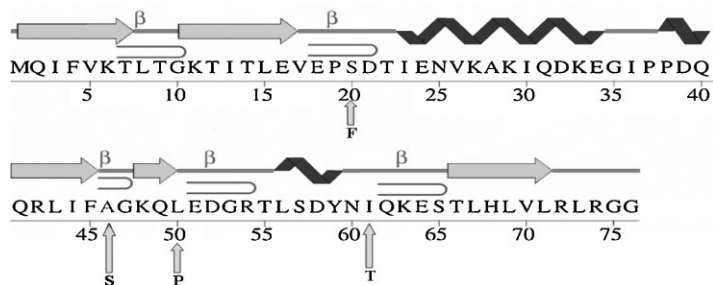 β β
MQIFVKTLTGKTITLEVEPSDTIENVKAKIQDKEGIPPDQ
5 10 15 20 25 30 35 40
F
β β β
QRLIFAGKQLEDGRTLSDYNIQKESTLHLVLRLRGG
45 50 55 60 65 70 75
S P T